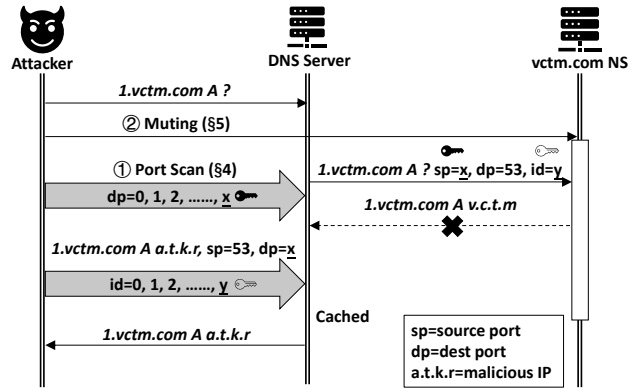 Attacker
DNS Server
vctm.com NS
1.vctm.com A ?
② Muting (§5)
① Port Scan (§4)
1.vctm.com A ? sp=x, dp=53, id=y
dp=0, 1, 2, ……, x
1.vctm.com A v.c.t.m
1.vctm.com A a.t.k.r, sp=53, dp=x
id=0, 1, 2, ……, y
Cached
1.vctm.com A a.t.k.r
sp=source port
dp=dest port
a.t.k.r=malicious IP